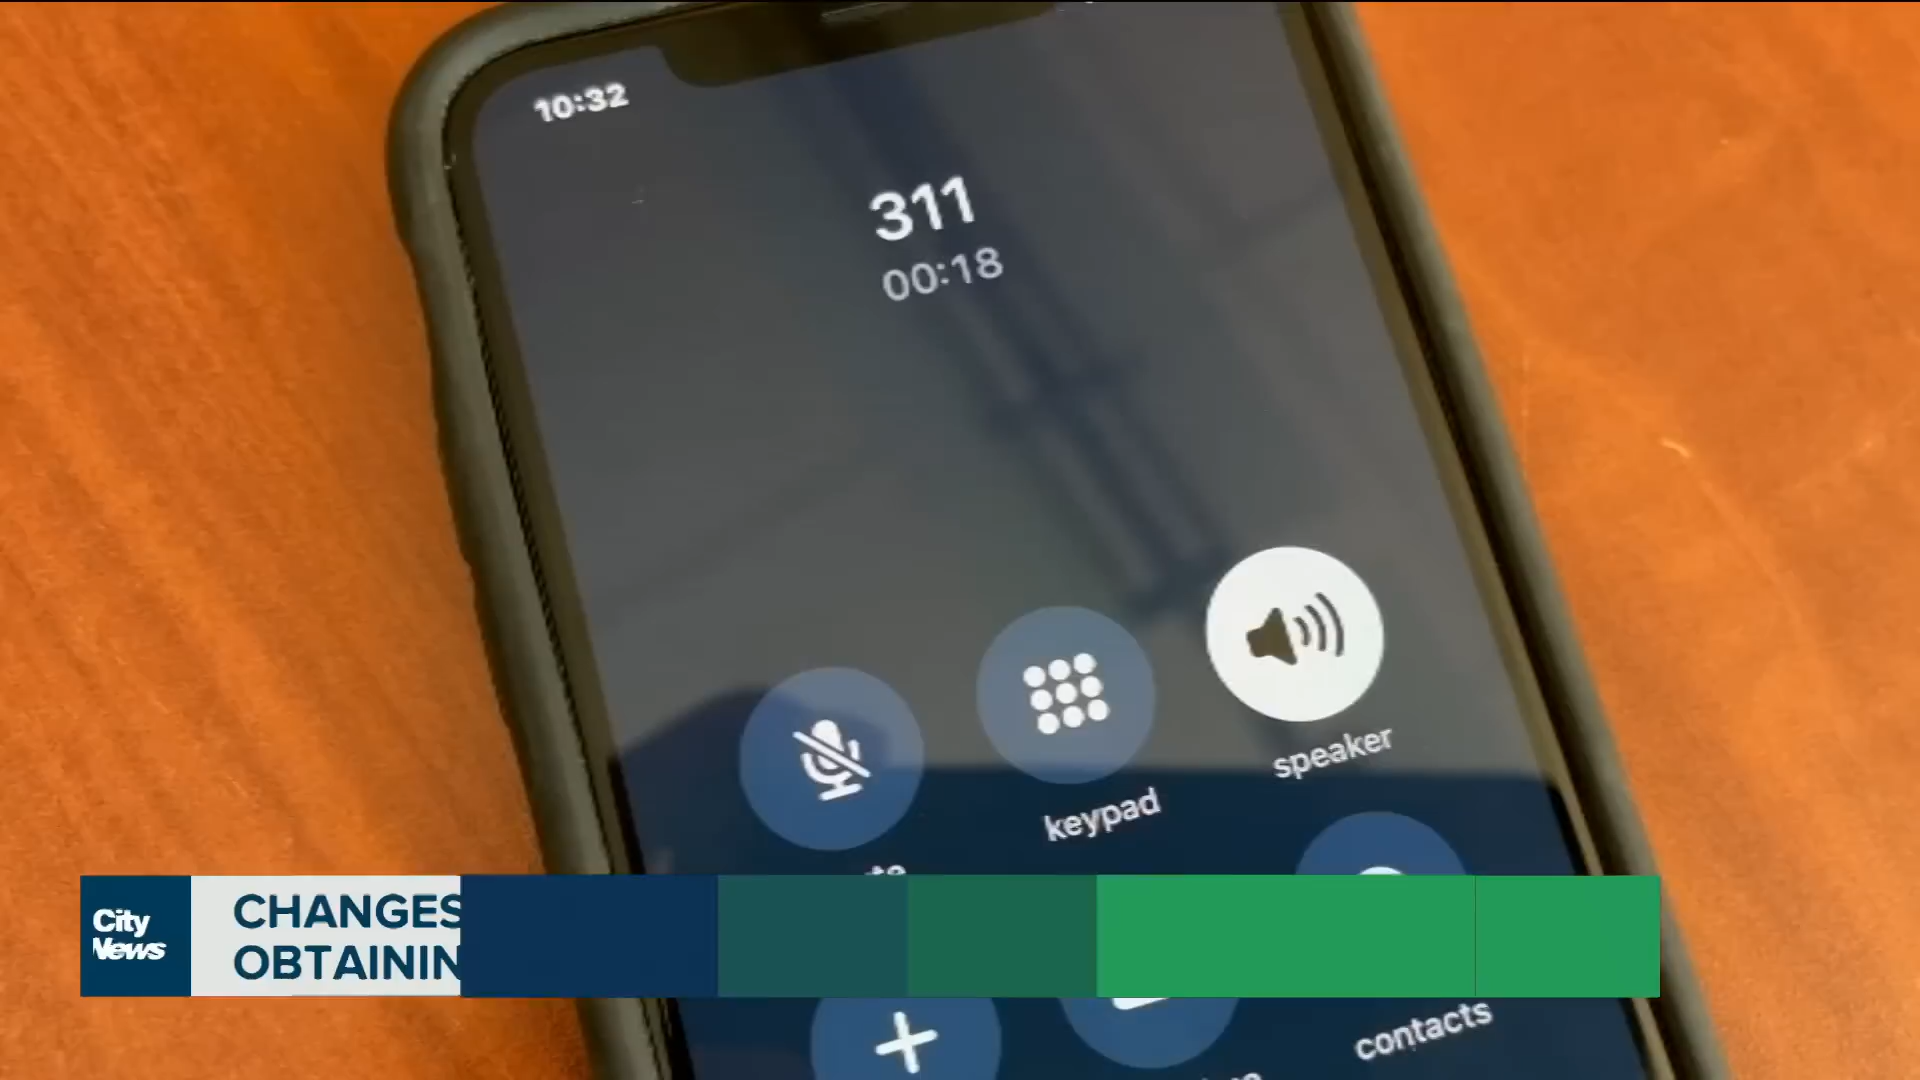 10:32
311
00:18
speaker
keypad
City
News
CHANGES
OBTAININ
contacts